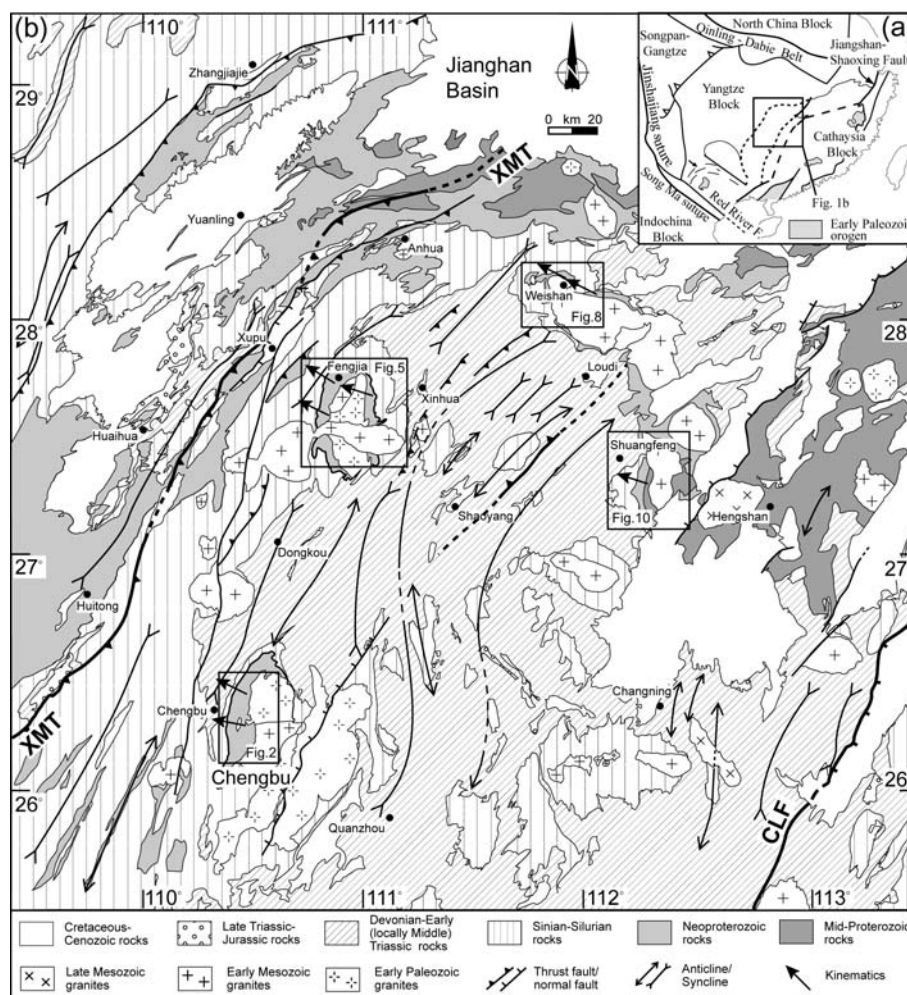 (b)
110°
111°
(a)
North China Block
Songpan-
Gangtze
Qinling - Dabie Belt
Jiangshan-
Shaoxing Fault
Jinshajiang suture
Yangtze
Block
Cathaysia
Block
Song Ma suture
Red River F.
Fig. 1b
Indochina
Block
Early Paleozoic
orogen
Zhangjiajie
Jianghan
Basin
29°
0 km 20
XMT
Yuanling
Anhua
Weishan
Fig.8
28°
28
Xupu
Fengjia
Fig.5
Loudi
Xinhua
Huaihua
Shuangfeng
Shaoyang
Fig.10
Hengshan
Dongkou
27°
27
Huitong
Chengbu
Changning
XMT
Fig.2
Chengbu
26°
26
CLF
Quanzhou
110°
111°
112°
113°
Cretaceous-
Cenozoic rocks
Late Triassic-
Jurassic rocks
Devonian-Early
(locally Middle)
Triassic rocks
Sinian-Silurian
rocks
Neoproterozoic
rocks
Mid-Proterozoic
rocks
Late Mesozoic
granites
Early Mesozoic
granites
Early Paleozoic
granites
Thrust fault/
normal fault
Anticline/
Syncline
Kinematics